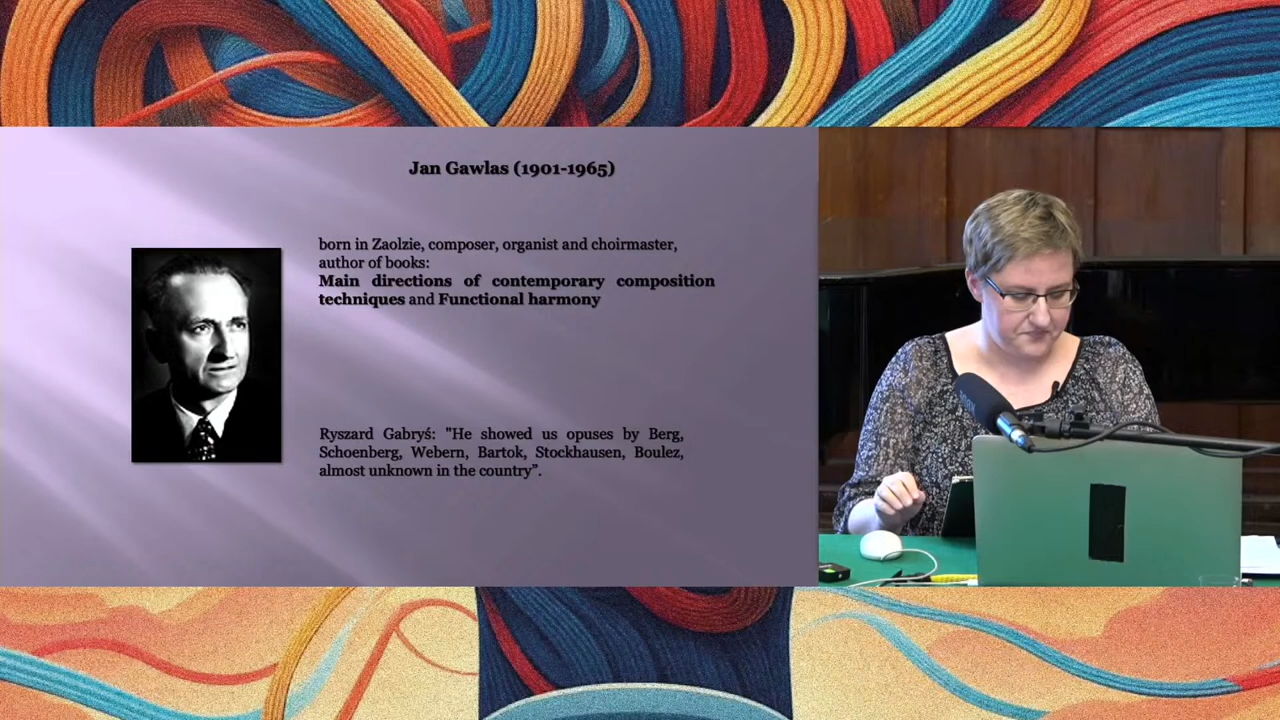 Jan Gawlas (1901-1965)
born in Zaolzie, composer, organist and choirmaster,
author of books:
Main directions of contemporary composition
techniques and Functional harmony
Ryszard Gabryś: "He showed us opuses by Berg,
Schoenberg, Webern, Bartok, Stockhausen, Boulez,
almost unknown in the country”.